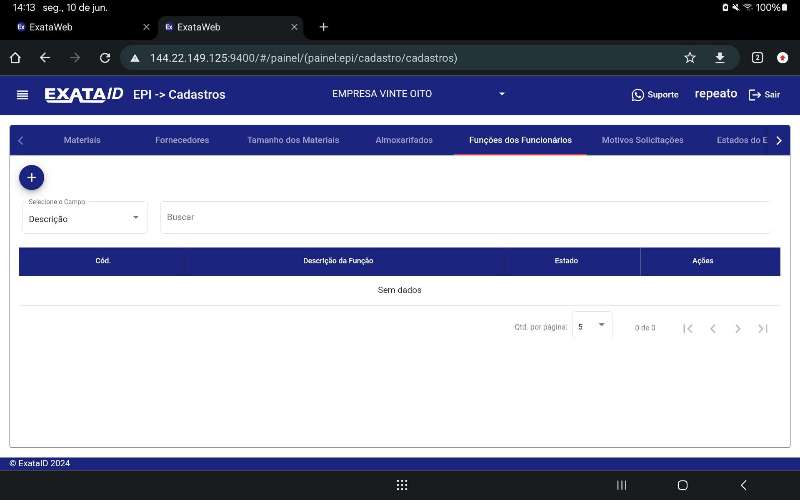 14:13 seg., 10 de jun.
100%
ExataWeb
ExataWeb
144.22.149.125:9400/#/painel/(painel:epi/cadastro/cadastros)
2
EXATAID EPI -> Cadastros
EMPRESA VINTE OITO
Suporte
repeato
Sair
Materiais
Fornecedores
Tamanho dos Materiais
Almoxarifados
Funções dos Funcionários
Motivos Solicitações
Estados do E
Selecione o Campo
Descrição
Buscar
Cód.
Descrição da Função
Estado
Ações
Sem dados
Qtd. por página:
5
0 de 0
© ExataID 2024